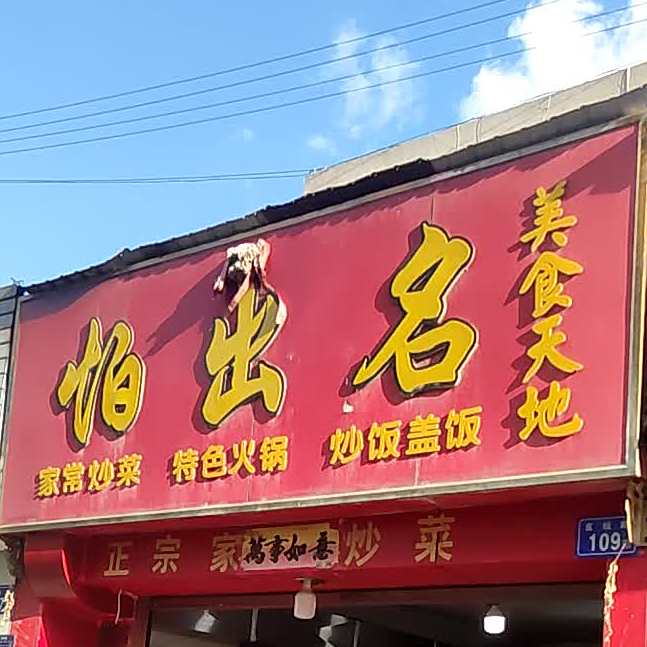 怕出名
美食天地
家常炒菜 特色火锅 炒饭盖饭
正宗家
萬事如意
炒菜
109